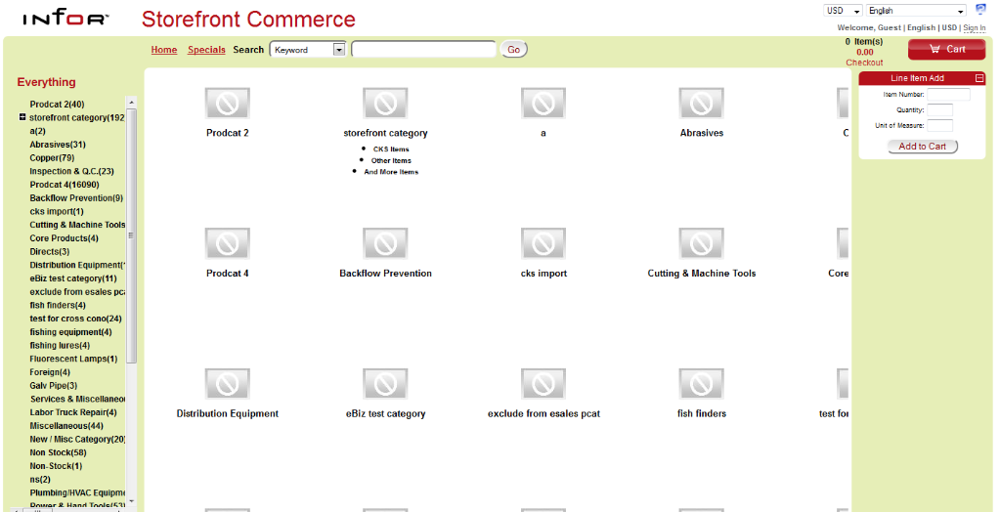 infor™ Storefront Commerce
USD English
Welcome, Guest | English | USD | Sign In
Home Specials Search Keyword Go
0 Item(s)
0.00
Checkout
Cart
Everything
Prodcat 2(40)
storefront category(192
a(2)
Abrasives(31)
Copper(79)
Inspection & Q.C.(23)
Prodcat 4(16090)
Backflow Prevention(9)
cks import(1)
Cutting & Machine Tools
Core Products(4)
Directs(3)
Distribution Equipment(
eBiz test category(11)
exclude from esales pca
fish finders(4)
test for cross cono(24)
fishing equipment(4)
fishing lures(4)
Fluorescent Lamps(1)
Foreign(4)
Galv Pipe(3)
Services & Miscellaneou
Labor Truck Repair(4)
Miscellaneous(44)
New / Misc Category(20)
Non Stock(58)
Non-Stock(1)
ns(2)
Plumbing/HVAC Equipme
Power & Hand Tools(53)
Prodcat 2
storefront category
CKS Items
Other Items
And More Items
a
Abrasives
C
Prodcat 4
Backflow Prevention
cks import
Cutting & Machine Tools
Core
Distribution Equipment
eBiz test category
exclude from esales pcat
fish finders
test for
Line Item Add
Item Number:
Quantity:
Unit of Measure:
Add to Cart